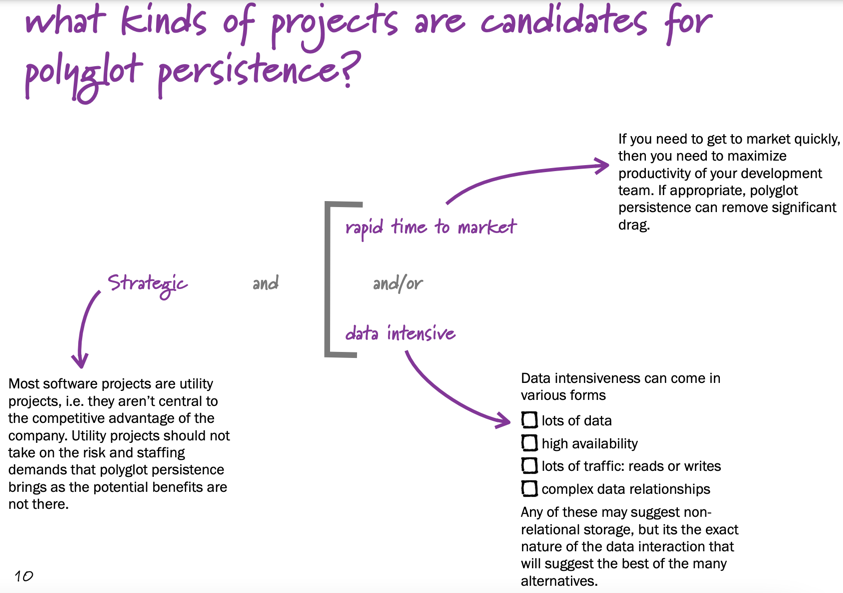 what kinds of projects are candidates for
polyglot persistence?
If you need to get to market quickly,
then you need to maximize
productivity of your development
team. If appropriate, polyglot
persistence can remove significant
drag.
rapid time to market
Strategic
and
and/or
data intensive
Most software projects are utility
projects, i.e. they aren’t central to
the competitive advantage of the
company. Utility projects should not
take on the risk and staffing
demands that polyglot persistence
brings as the potential benefits are
not there.
Data intensiveness can come in
various forms
lots of data
high availability
lots of traffic: reads or writes
complex data relationships
Any of these may suggest non-
relational storage, but its the exact
nature of the data interaction that
will suggest the best of the many
alternatives.
10